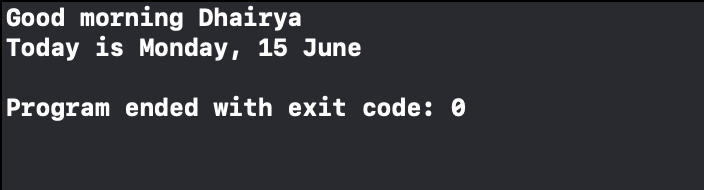 Good morning Dhairya
Today is Monday, 15 June
Program ended with exit code: 0